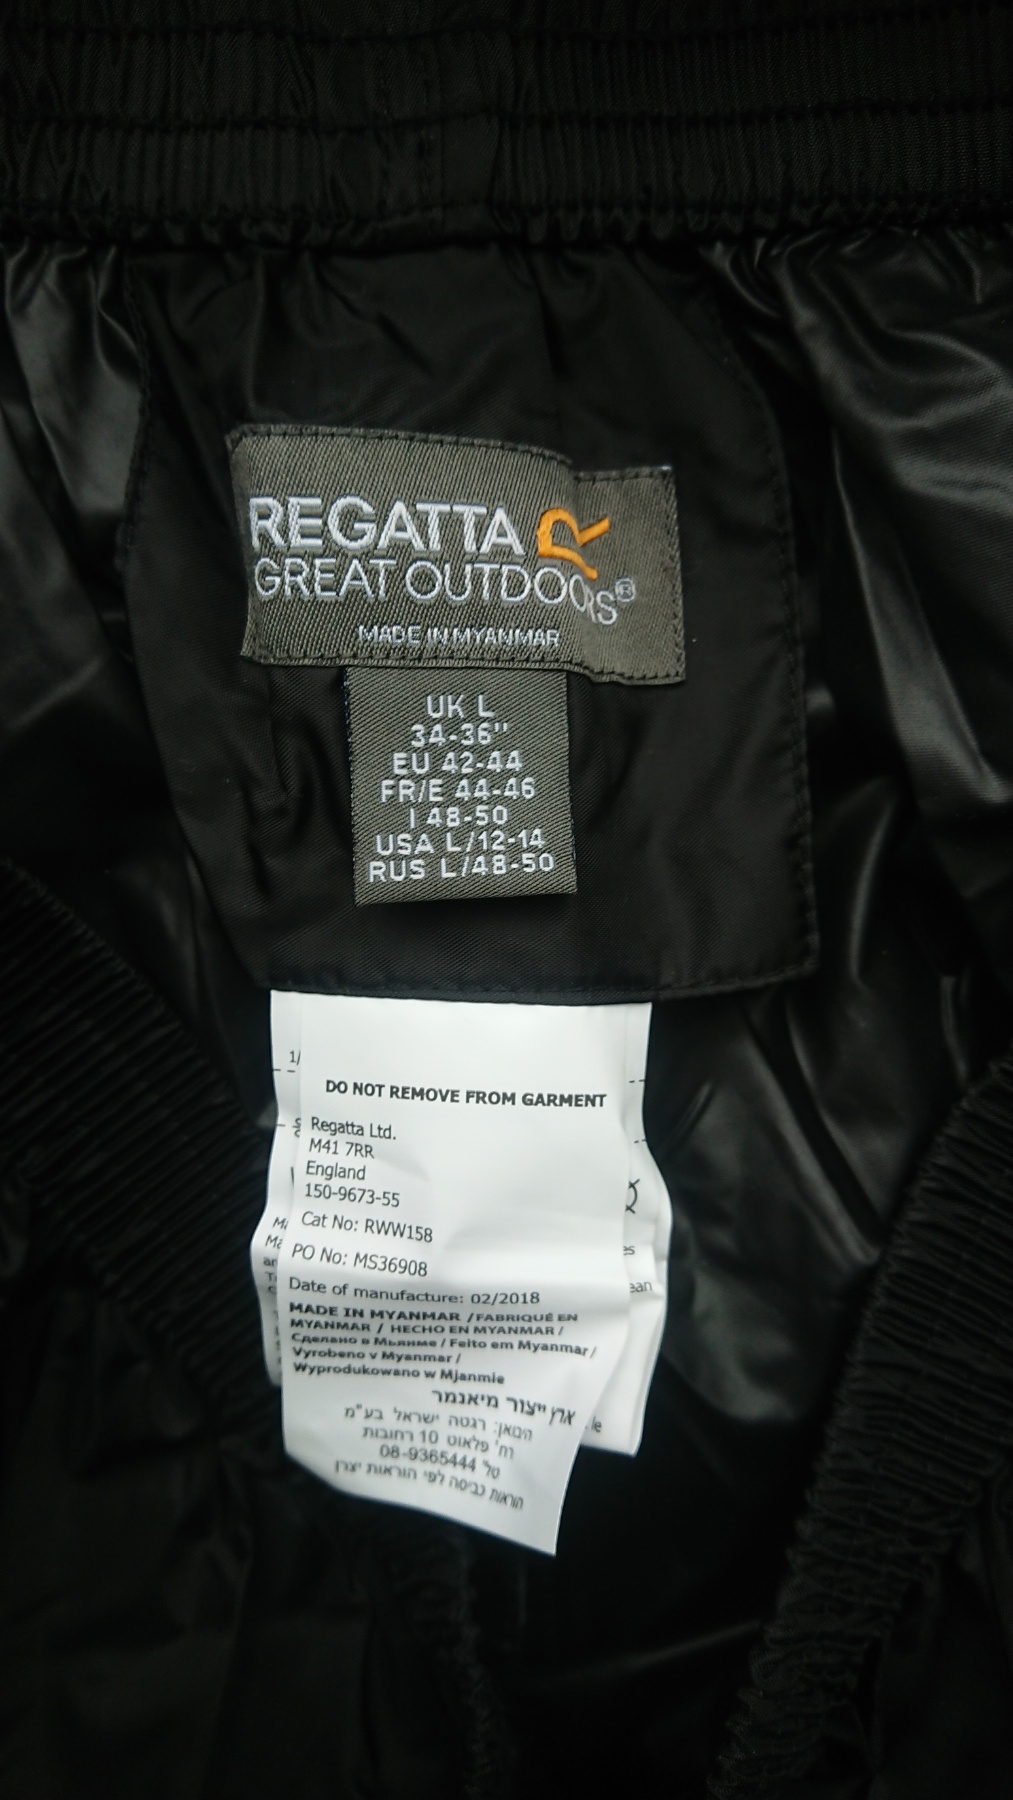 REGATTA
GREAT OUTDOORS®
MADE IN MYANMAR
UK L
34-36"
EU 42-44
FR/E 44-46
I 48-50
USA L/12-14
RUS L/48-50
1/
DO NOT REMOVE FROM GARMENT
Regatta Ltd.
M41 7RR
England
150-9673-55
Cat No: RWW158
PO No: MS36908
Date of manufacture: 02/2018
MADE IN MYANMAR /FABRIQUÉ EN
MYANMAR / HECHO EN MYANMAR /
Сделано в Мьянме / Feito em Myanmar /
Vyrobeno v Myanmar /
Wyprodukowano w Mjanmie
ארץ ייצור מיאנמר
היבואן: רגטה ישראל בע"מ
רח' פלאוט 10 רחובות
טל' 08-9365444
הוראות כביסה לפי הוראות יצרן